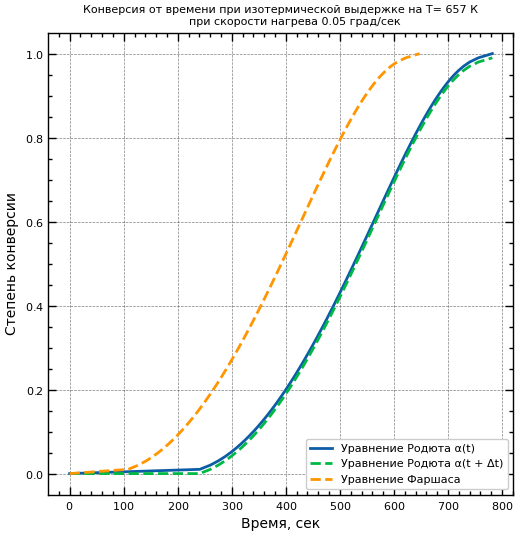 Конверсия от времени при изотермической выдержке на T= 657 K
при скорости нагрева 0.05 град/сек
Степень конверсии
1.0
0.8
0.6
0.4
0.2
0.0
0
100
200
300
400
500
600
700
800
Время, сек
Уравнение Родюта α(t)
Уравнение Родюта α(t + Δt)
Уравнение Фаршаса